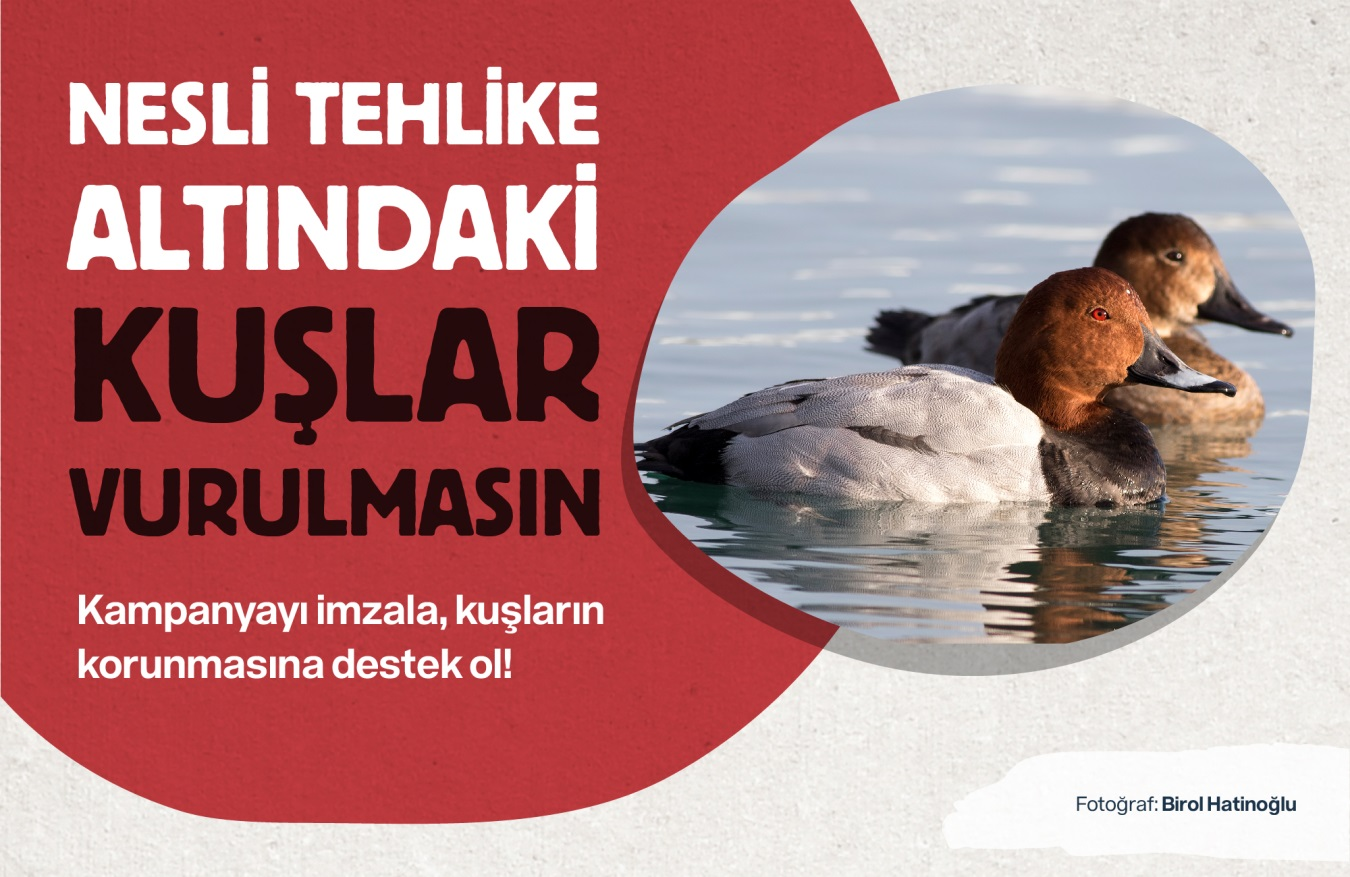 NESLİ TEHLİKE
ALTINDAKİ
KUŞLAR
VURULMASIN
Kampanyayı imzala, kuşların
korunmasına destek ol!
Fotoğraf: Birol Hatinoğlu